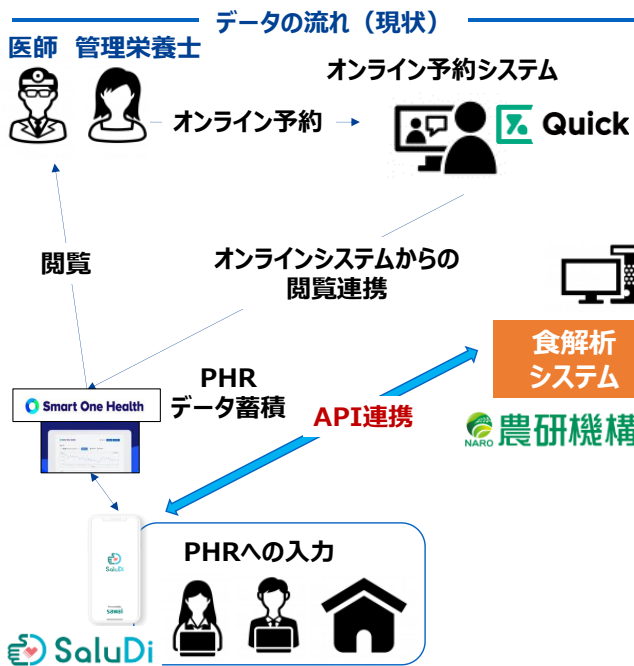 データの流れ（現状）
医師 管理栄養士
オンライン予約システム
オンライン予約
Quick
閲覧
オンラインシステムからの
閲覧連携
食解析
システム
PHR
データ蓄積
Smart One Health
API連携
NARO 農研機構
PHRへの入力
SaluDi
sawai
SaluDi